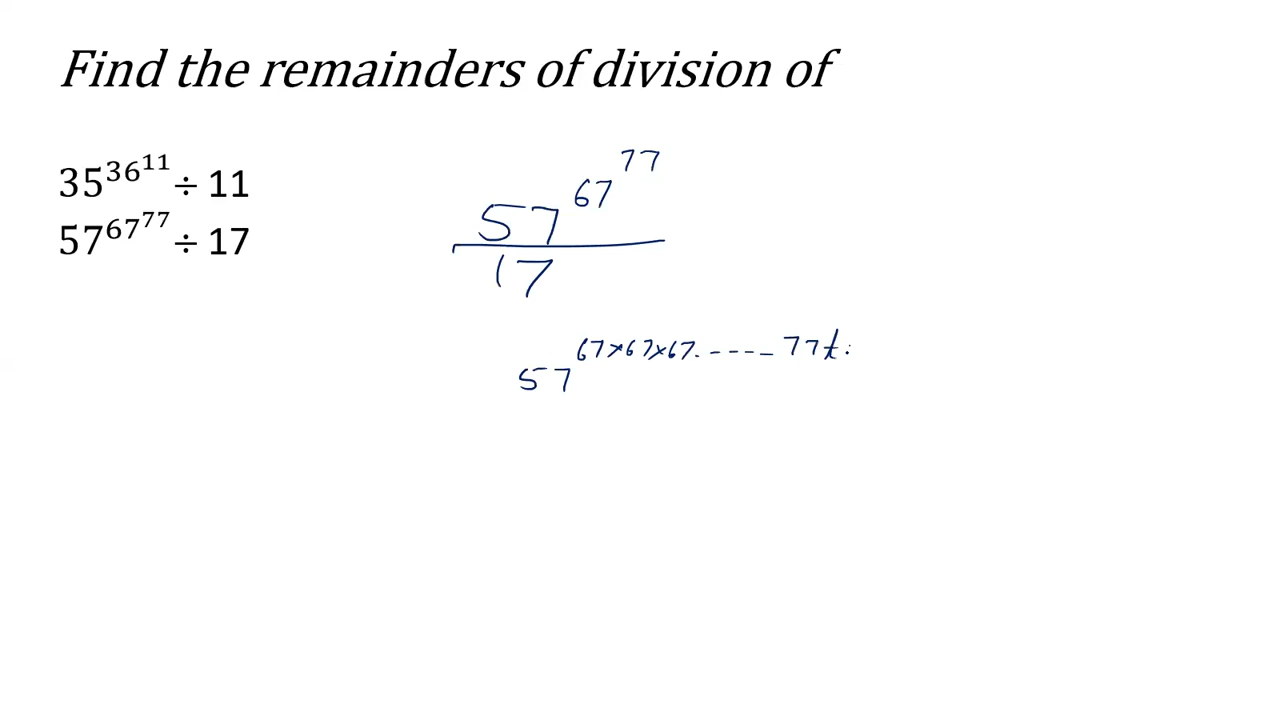 Find the remainders of division of
35^36^11 ÷ 11
57^67^77 ÷ 17
57^67^77
17
57^67×67×67.----77t: